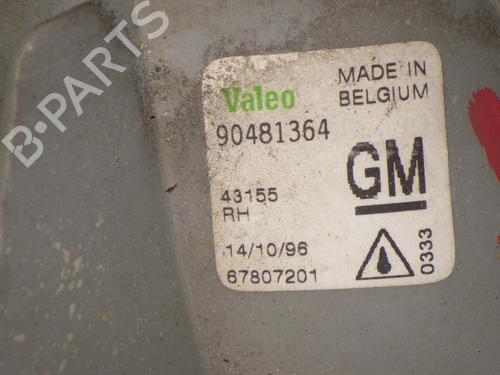 B-PARTS
Valeo
MADE IN
BELGIUM
90481364
GM
43155
RH
14/10/96
67807201
0333